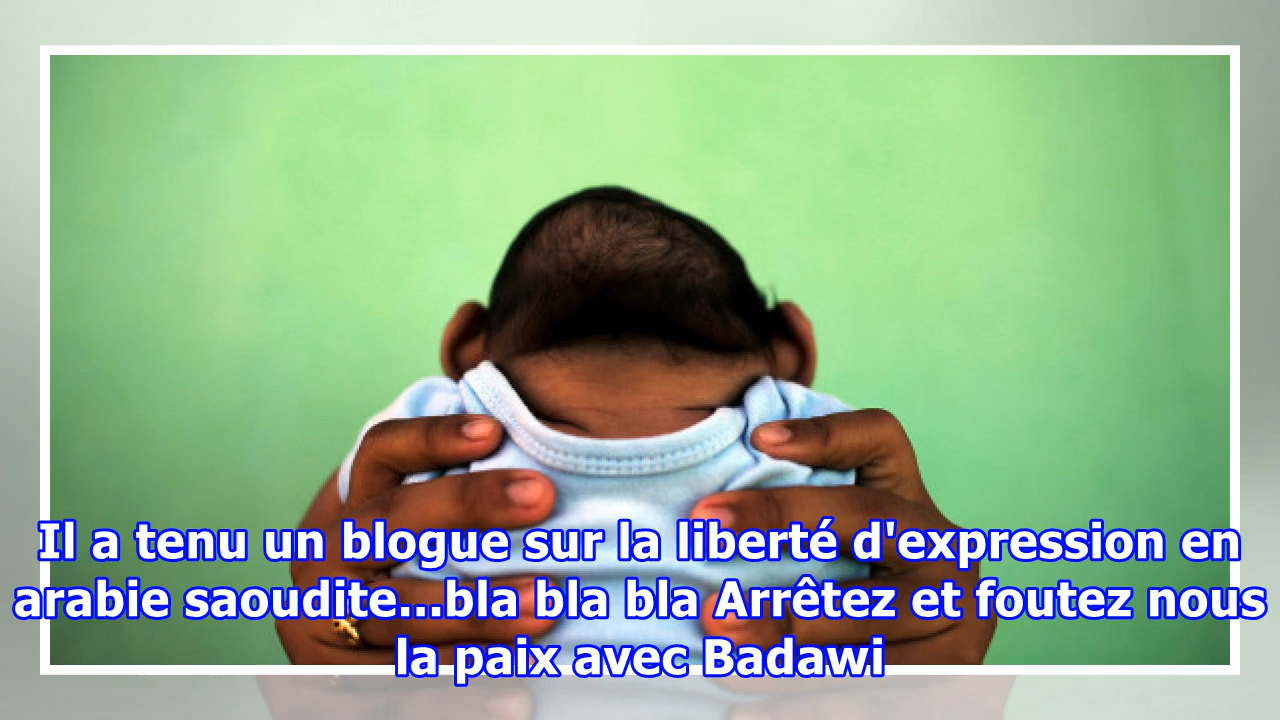 Il a tenu un blogue sur la liberté d'expression en
arabie saoudite...bla bla bla Arrêtez et foutez nous
la paix avec Badawi